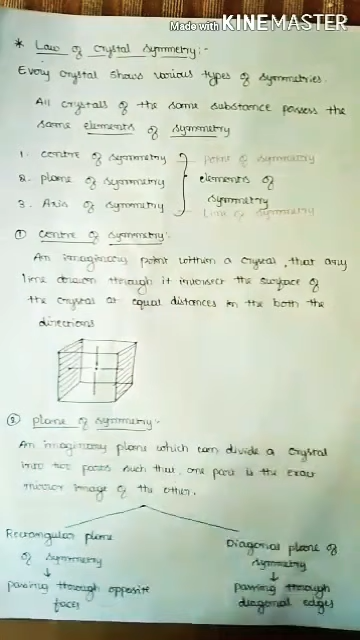 Made with KINEMASTER
* Law of crystal symmetry:-
Every crystal shows various types of symmetries.
All crystals of the same substance possess the
same elements of symmetry
1. centre of symmetry
2. plane of symmetry
3. Axis of symmetry
elements of
symmetry
point of symmetry
Line of symmetry
① centre of symmetry:
An imaginary point within a crystal, that any
line drawn through it intersect the surface of
the crystal at equal distances in the both the
directions
② plane of symmetry:-
An imaginary plane which can divide a crystal
into two parts such that, one part is the exact
mirror image of the other.
Rectangular plane
of symmetry
↓
passing through opposite
faces
Diagonal plane of
symmetry
↓
passing through
diagonal edges